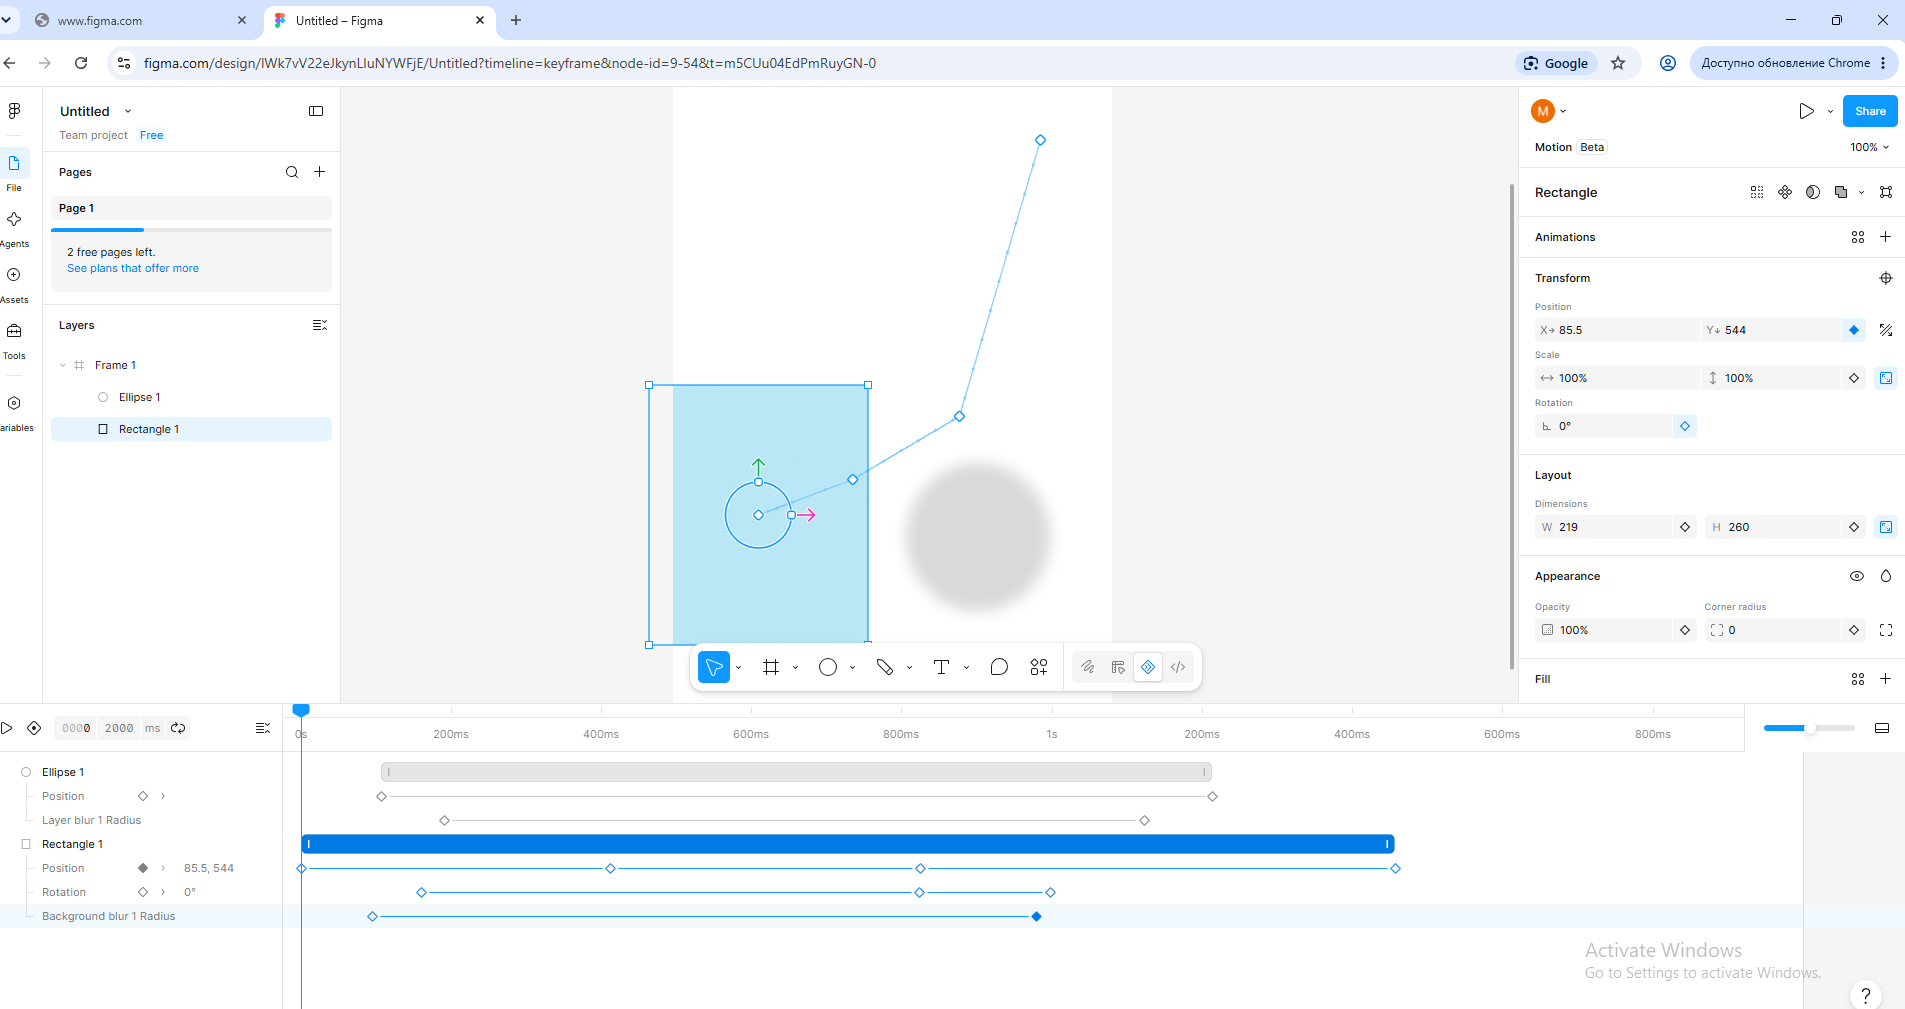 www.figma.com
Untitled – Figma
figma.com/design/IWk7vV22eJkynLIuNYWFjE/Untitled?timeline=keyframe&node-id=9-54&t=m5CUu04EdPmRuyGN-0
Google
Доступно обновление Chrome
Untitled
Team project Free
M
Share
Motion Beta
100%
File
Agents
Assets
Tools
ariables
Pages
Page 1
2 free pages left.
See plans that offer more
Layers
Frame 1
Ellipse 1
Rectangle 1
Rectangle
Animations
Transform
Position
X 85.5
Y 544
Scale
100%
100%
Rotation
0°
Layout
Dimensions
W 219
H 260
Appearance
Opacity
Corner radius
100%
0
Fill
T
0000 2000 ms
0s 200ms 400ms 600ms 800ms 1s 200ms 400ms 600ms 800ms
Ellipse 1
Position
Layer blur 1 Radius
Rectangle 1
Position 85.5, 544
Rotation 0°
Background blur 1 Radius
Activate Windows
Go to Settings to activate Windows.
?